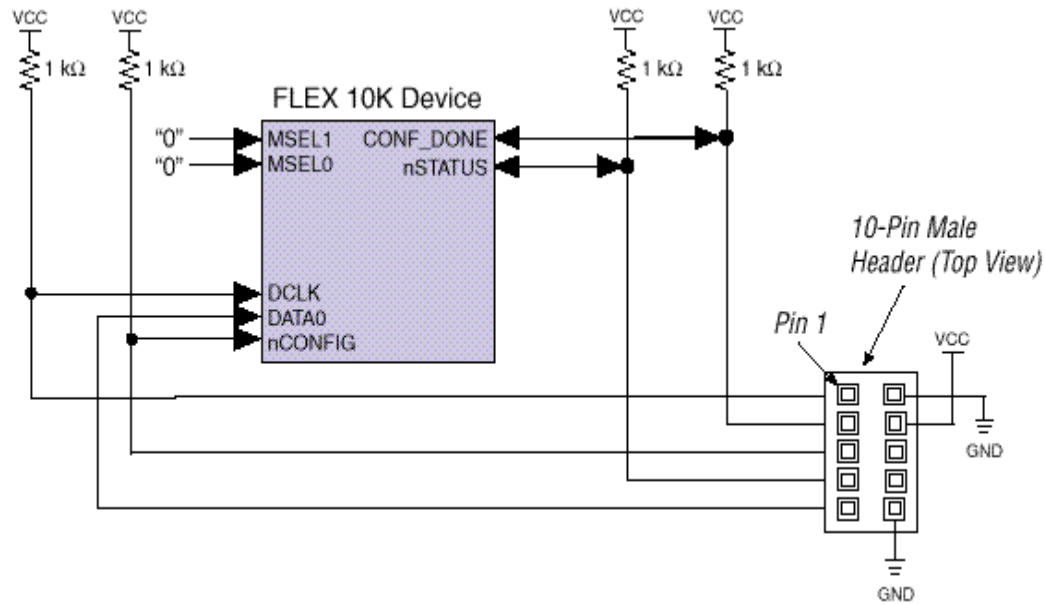 VCC
VCC
VCC
VCC
1 kΩ
1 kΩ
1 kΩ
1 kΩ
FLEX 10K Device
“0”
MSEL1
CONF_DONE
“0”
MSEL0
nSTATUS
10-Pin Male
Header (Top View)
DCLK
DATA0
nCONFIG
Pin 1
VCC
GND
GND